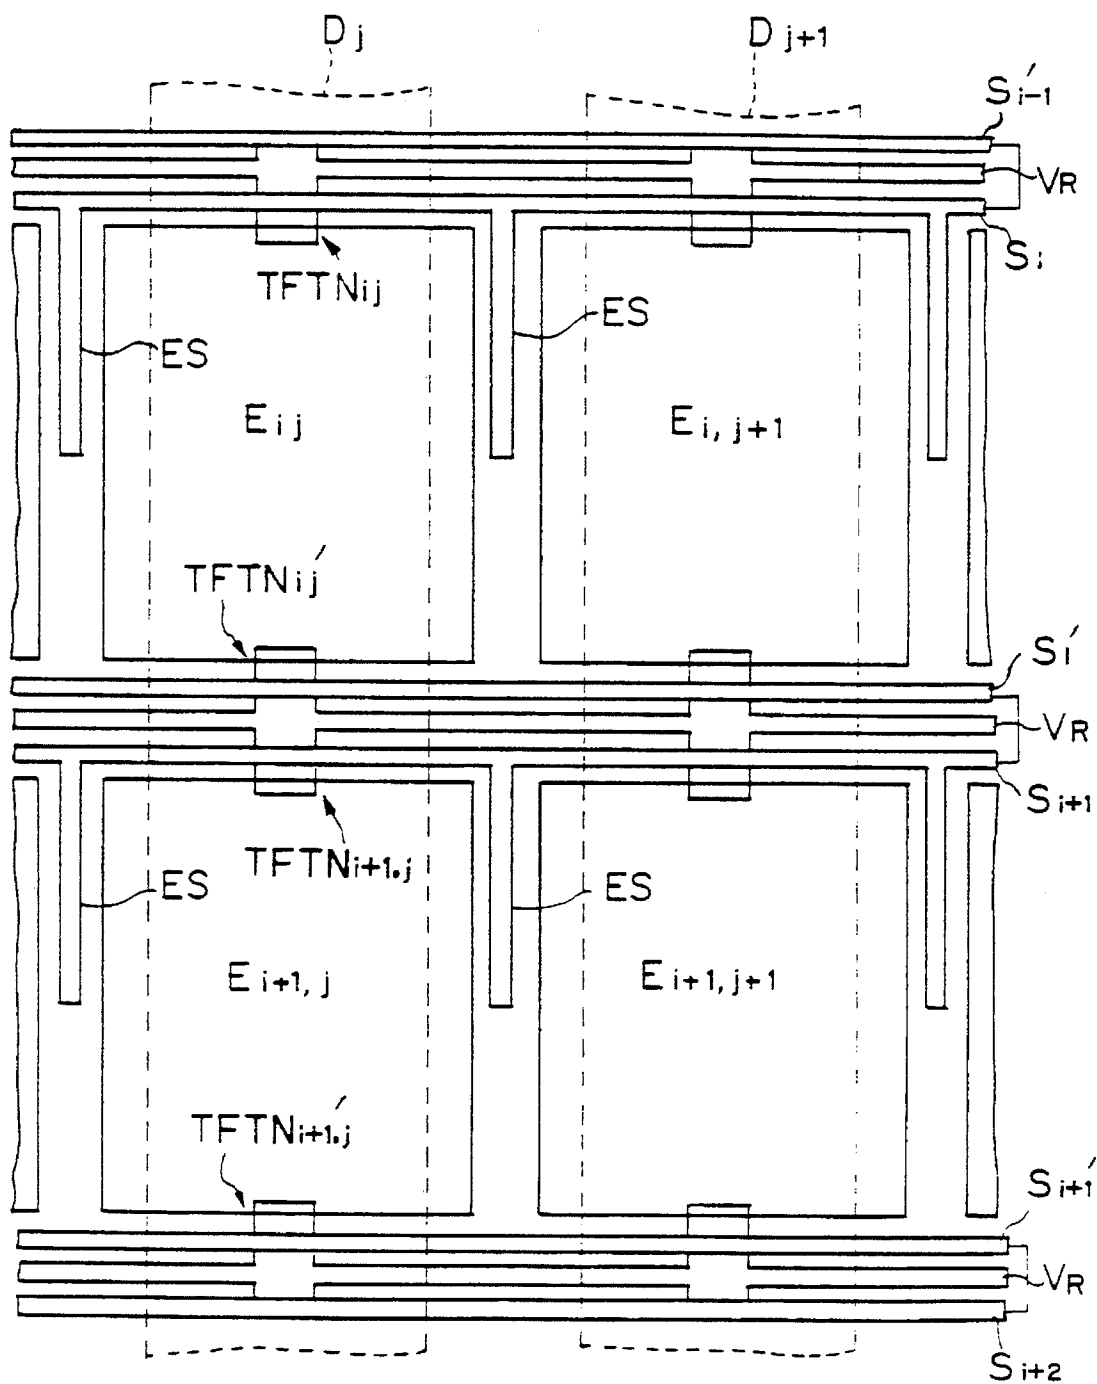 Dj
Dj+1
S'i-1
VR
Si
TFTNij
ES
ES
Eij
Ei, j+1
TFTNij'
Si'
VR
Si+1
TFTNi+1.j
ES
ES
Ei+1, j
Ei+1, j+1
TFTNi+1.j'
Si+1'
VR
Si+2